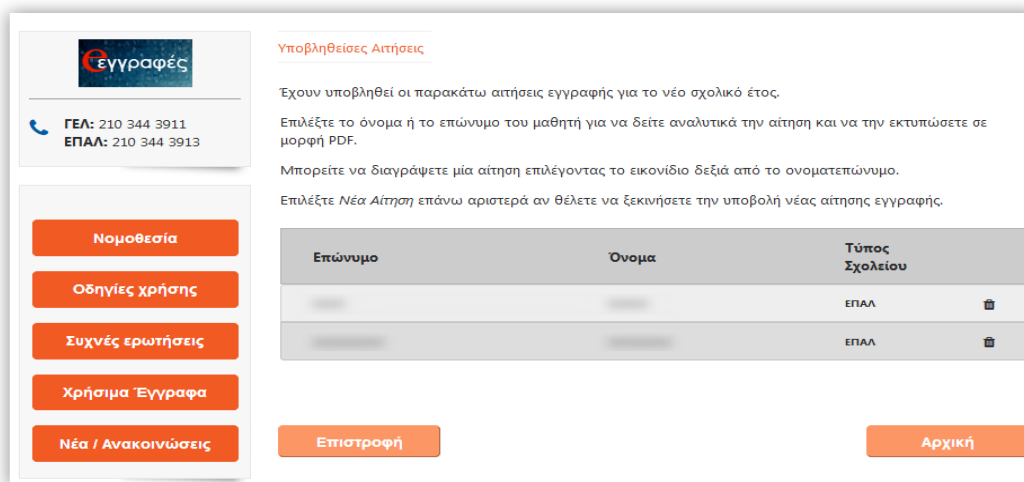 eεγγραφές
ΓΕΛ: 210 344 3911
ΕΠΑΛ: 210 344 3913
Νομοθεσία
Οδηγίες χρήσης
Συχνές ερωτήσεις
Χρήσιμα Έγγραφα
Νέα / Ανακοινώσεις
Υποβληθείσες Αιτήσεις
Έχουν υποβληθεί οι παρακάτω αιτήσεις εγγραφής για το νέο σχολικό έτος.
Επιλέξτε το όνομα ή το επώνυμο του μαθητή για να δείτε αναλυτικά την αίτηση και να την εκτυπώσετε σε
μορφή PDF.
Μπορείτε να διαγράψετε μία αίτηση επιλέγοντας το εικονίδιο δεξιά από το ονοματεπώνυμο.
Επιλέξτε Νέα Αίτηση επάνω αριστερά αν θέλετε να ξεκινήσετε την υποβολή νέας αίτησης εγγραφής.
Επώνυμο Όνομα Τύπος
Σχολείου
ΕΠΑΛ
ΕΠΑΛ
Επιστροφή Αρχική